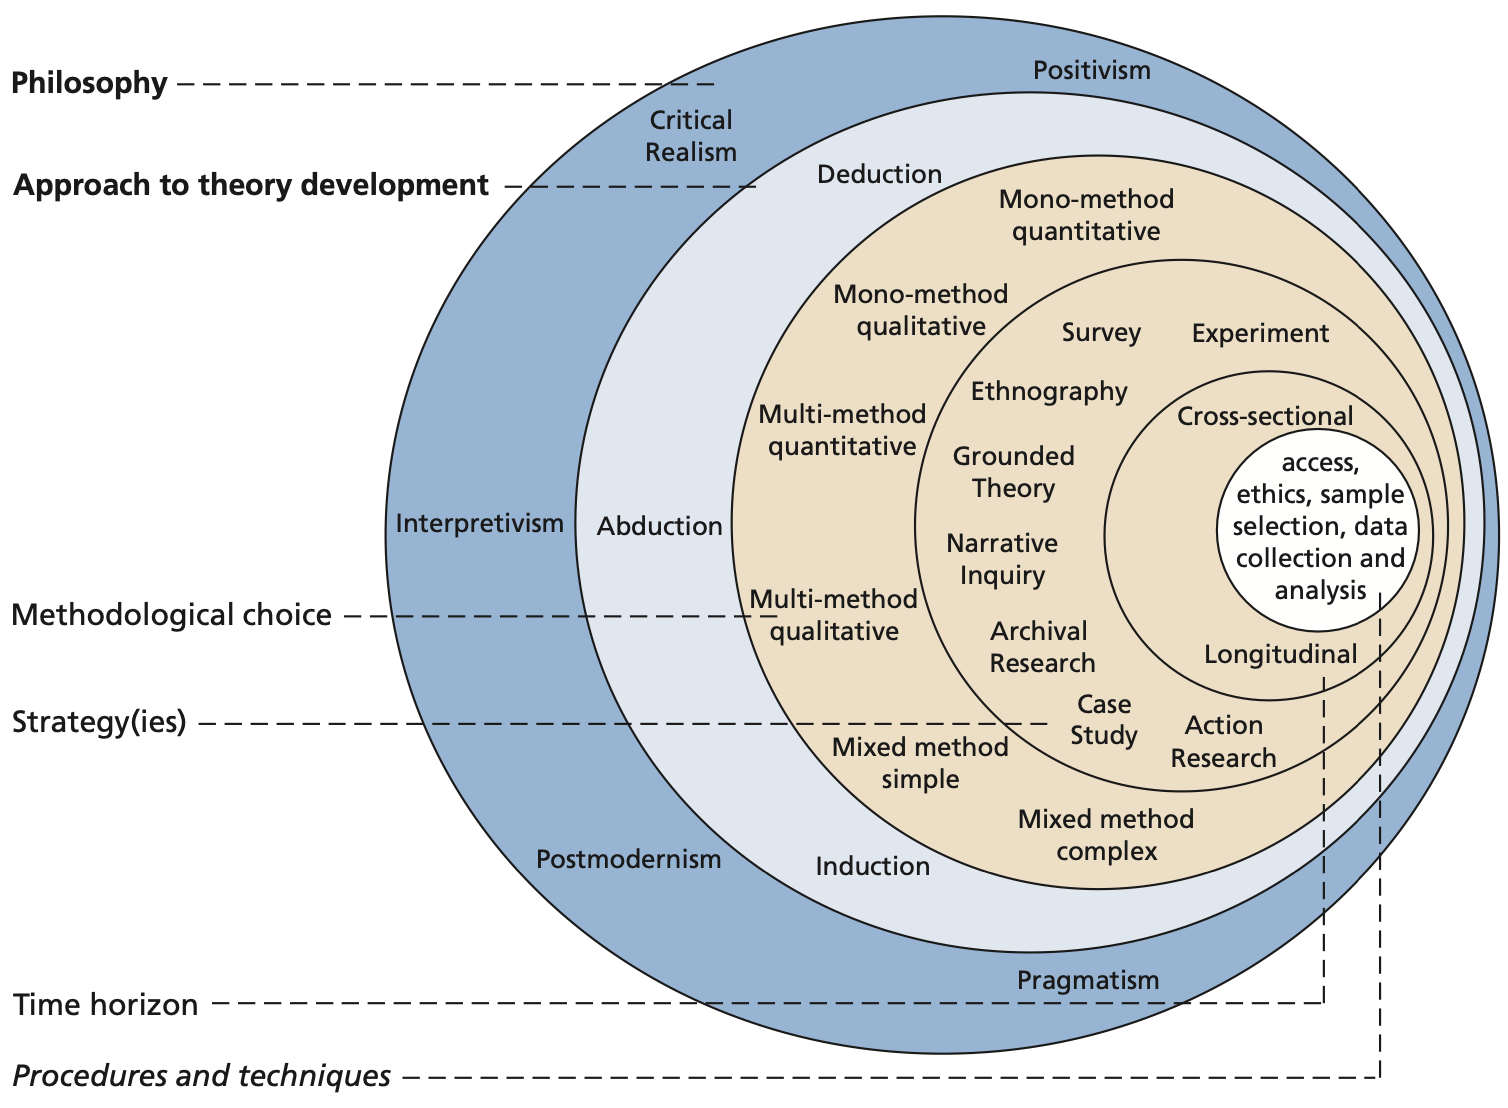 Philosophy
Positivism
Critical
Realism
Approach to theory development
Deduction
Mono-method
quantitative
Mono-method
qualitative
Survey
Experiment
Ethnography
Multi-method
quantitative
Cross-sectional
Grounded
Theory
access,
ethics, sample
selection, data
collection and
analysis
Interpretivism
Abduction
Narrative
Inquiry
Methodological choice
Multi-method
qualitative
Archival
Research
Longitudinal
Strategy(ies)
Case
Study
Action
Research
Mixed method
simple
Mixed method
complex
Postmodernism
Induction
Pragmatism
Time horizon
Procedures and techniques